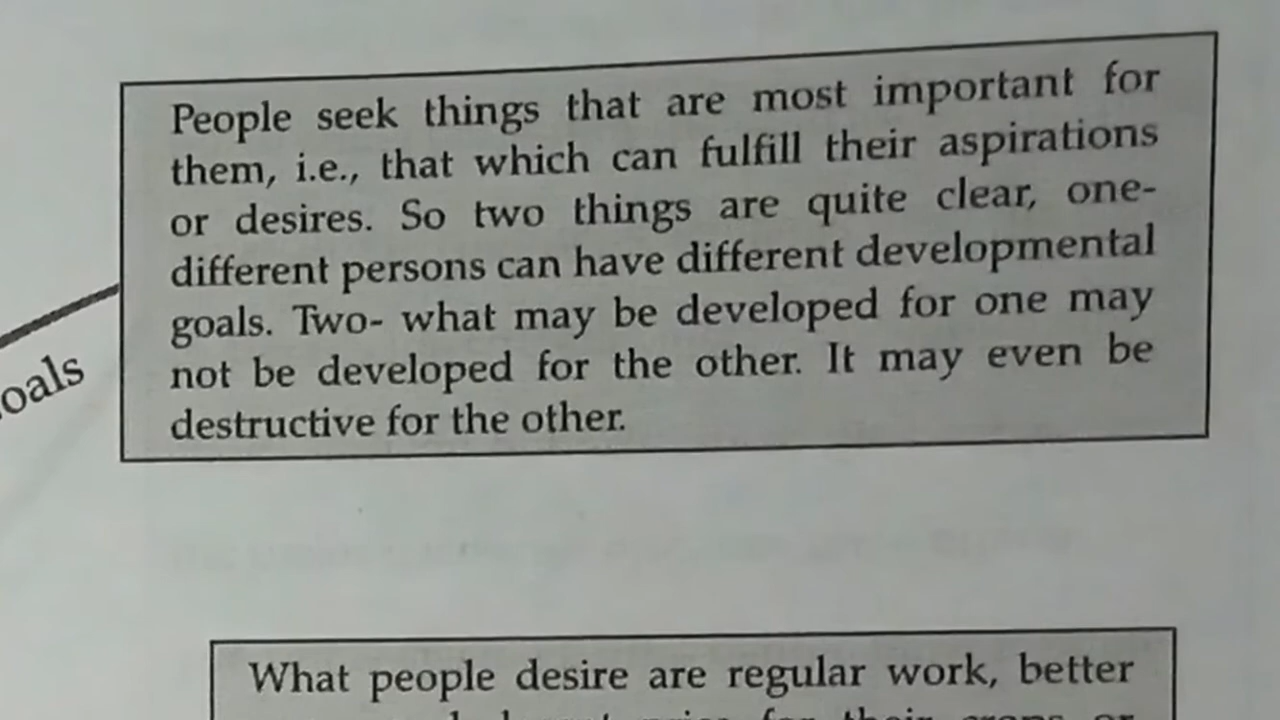 People seek things that are most important for
them, i.e., that which can fulfill their aspirations
or desires. So two things are quite clear, one-
different persons can have different developmental
goals. Two- what may be developed for one may
not be developed for the other. It may even be
destructive for the other.
oals
What people desire are regular work, better